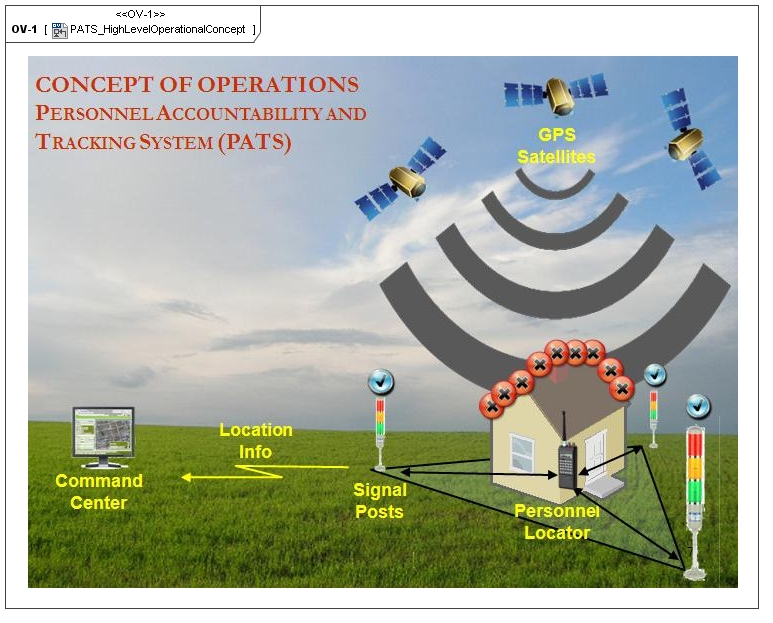 <<OV-1>>
OV-1 [ PATS_HighLevelOperationalConcept ]
CONCEPT OF OPERATIONS
PERSONNEL ACCOUNTABILITY AND
TRACKING SYSTEM (PATS)
GPS
Satellites
Location
Info
Command
Center
Signal
Posts
Personnel
Locator